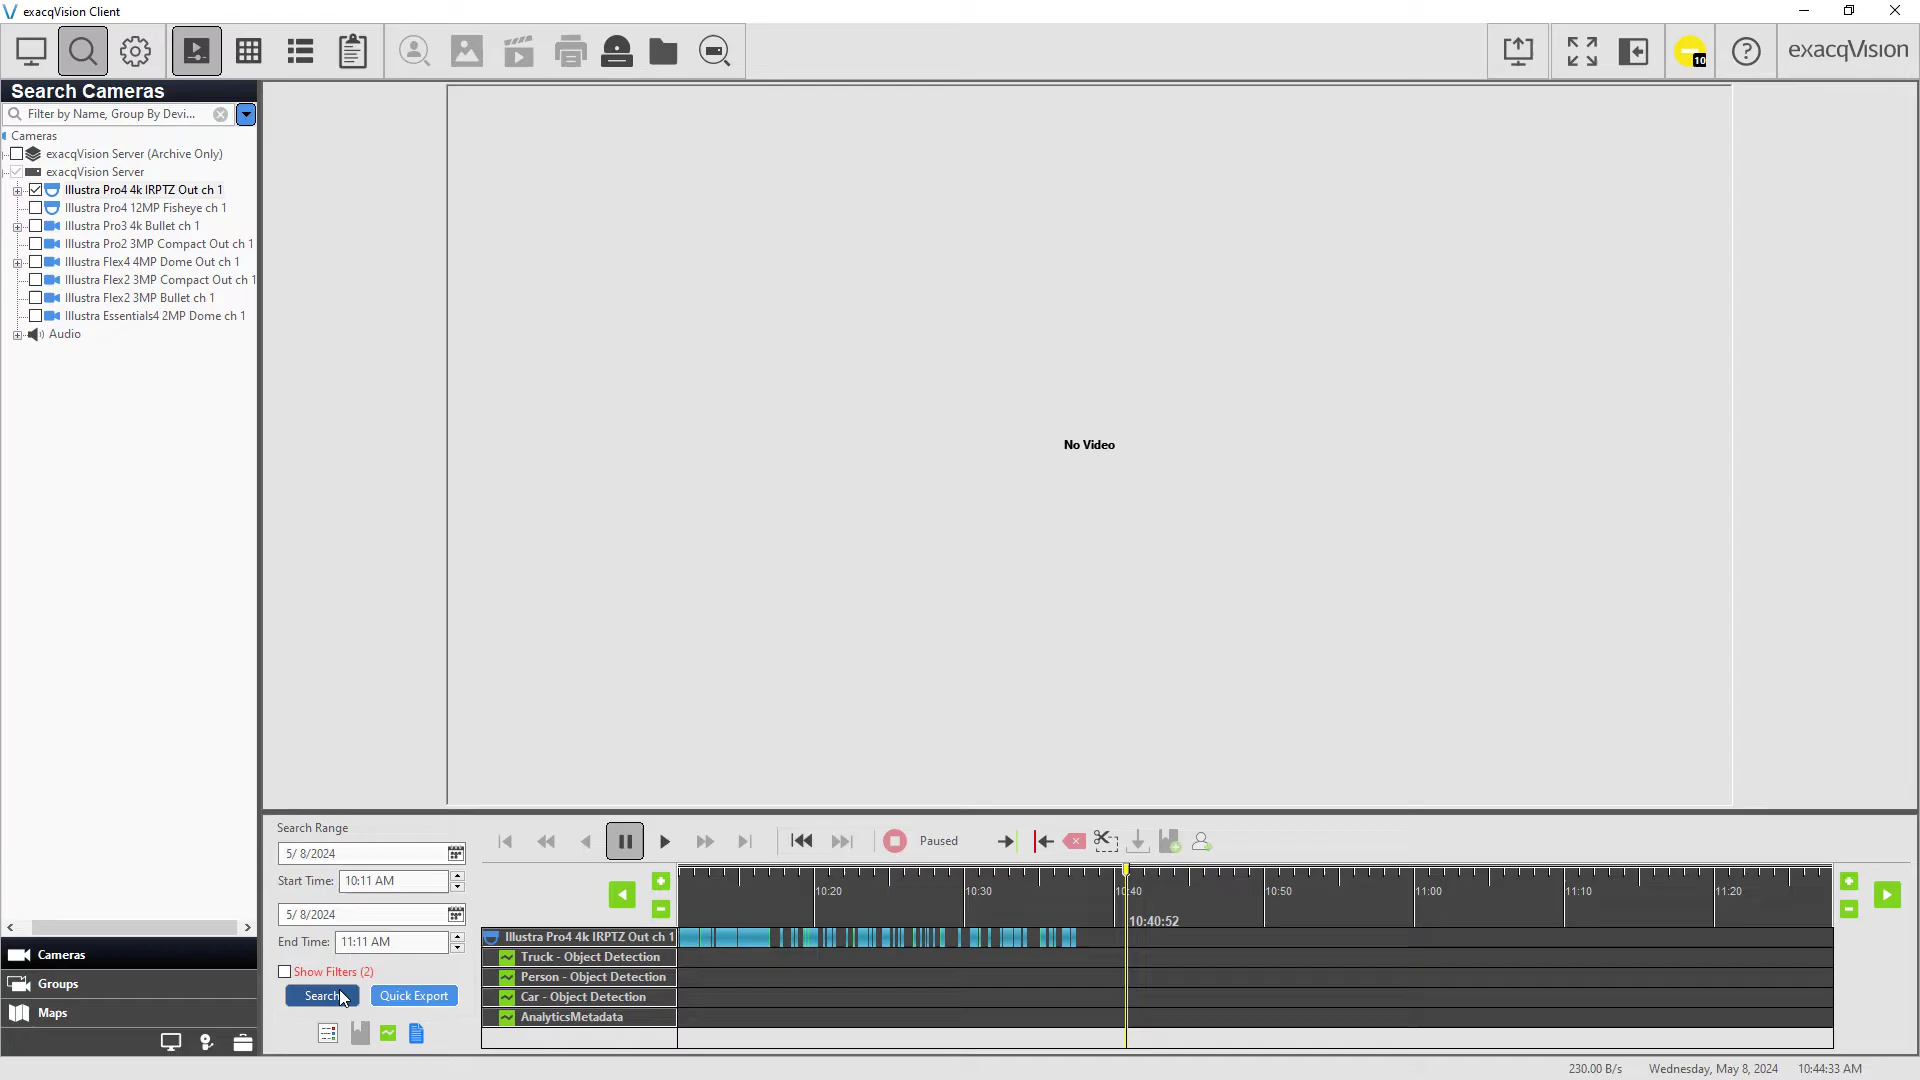 exacqVision Client
10
exacqVision
Search Cameras
Filter by Name, Group By Devi...
Cameras
exacqVision Server (Archive Only)
exacqVision Server
Illustra Pro4 4k IRPTZ Out ch 1
Illustra Pro4 12MP Fisheye ch 1
Illustra Pro3 4k Bullet ch 1
Illustra Pro2 3MP Compact Out ch 1
Illustra Flex4 4MP Dome Out ch 1
Illustra Flex2 3MP Compact Out ch 1
Illustra Flex2 3MP Bullet ch 1
Illustra Essentials4 2MP Dome ch 1
Audio
No Video
Cameras
Groups
Maps
Search Range
5/ 8/2024
Start Time: 10:11 AM
5/ 8/2024
End Time: 11:11 AM
Show Filters (2)
Search
Quick Export
Paused
10:20
10:30
10:40
10:50
11:00
11:10
11:20
10:40:52
Illustra Pro4 4k IRPTZ Out ch 1
Truck - Object Detection
Person - Object Detection
Car - Object Detection
AnalyticsMetadata
230.00 B/s
Wednesday, May 8, 2024
10:44:33 AM